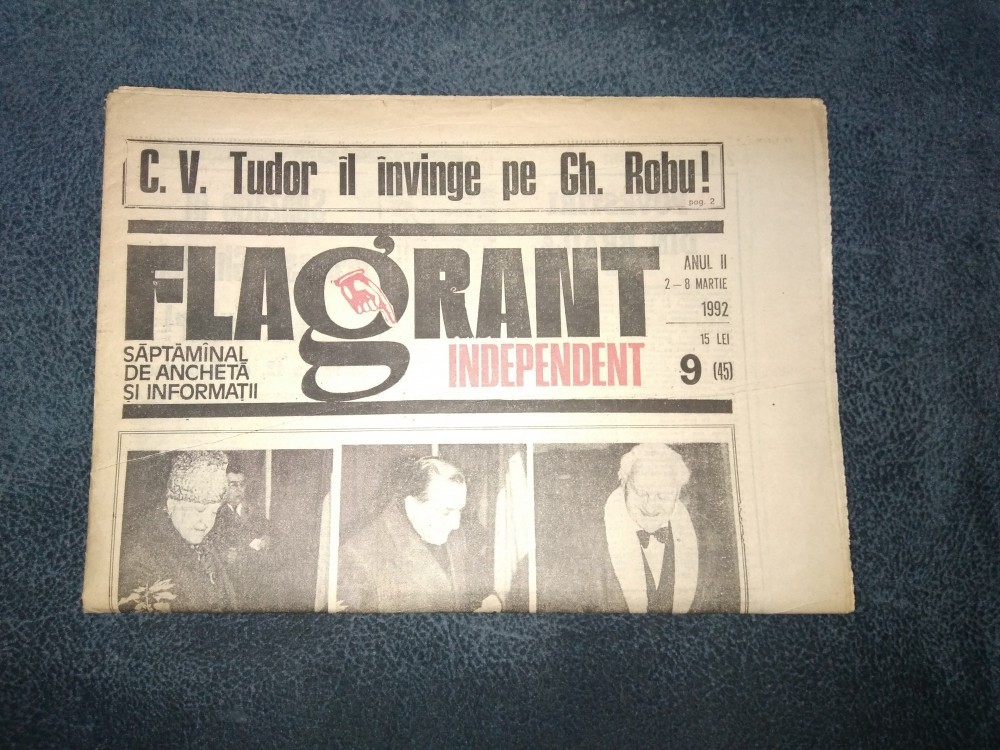 C. V. Tudor îl învinge pe Gh. Robu!
pag. 2
FLAGRANT
INDEPENDENT
SĂPTĂMÎNAL
DE ANCHETĂ
ȘI INFORMAȚII
ANUL II
2 – 8 MARTIE
1992
15 LEI
9 (45)